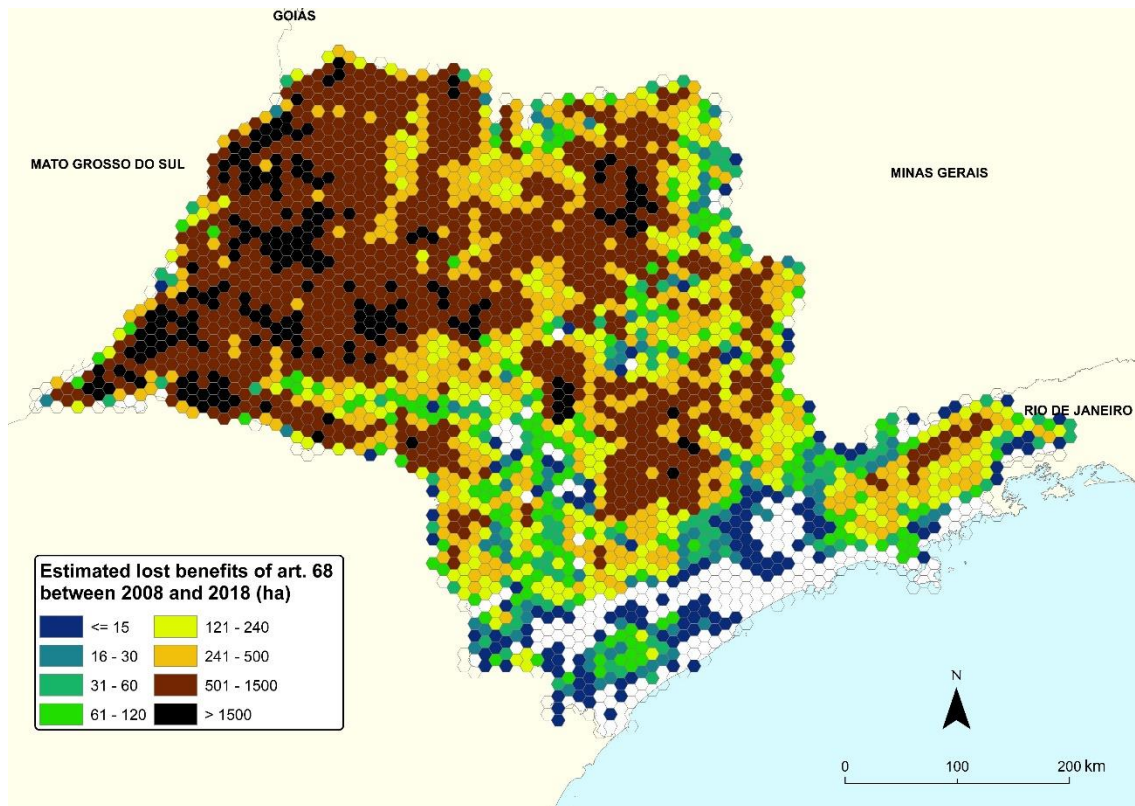 GOIÁS
MATO GROSSO DO SUL
MINAS GERAIS
RIO DE JANEIRO
Estimated lost benefits of art. 68
between 2008 and 2018 (ha)
<= 15
121 - 240
16 - 30
241 - 500
31 - 60
501 - 1500
61 - 120
> 1500
N
0 100 200 km